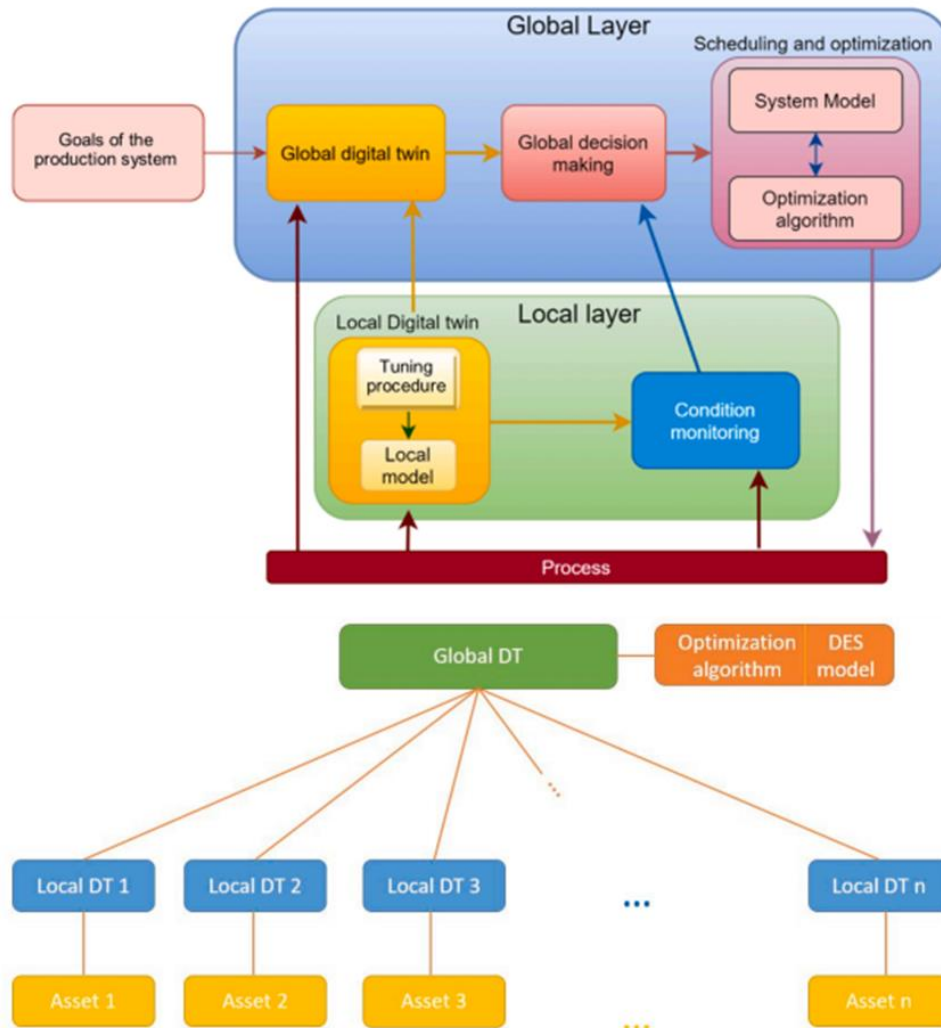 Global Layer
Scheduling and optimization
System Model
Goals of the
production system
Global digital twin
Global decision
making
Optimization
algorithm
Local layer
Local Digital twin
Tuning
procedure
Local
model
Condition
monitoring
Process
Global DT
Optimization
algorithm
DES
model
...
Local DT 1
Local DT 2
Local DT 3
...
Local DT n
Asset 1
Asset 2
Asset 3
...
Asset n